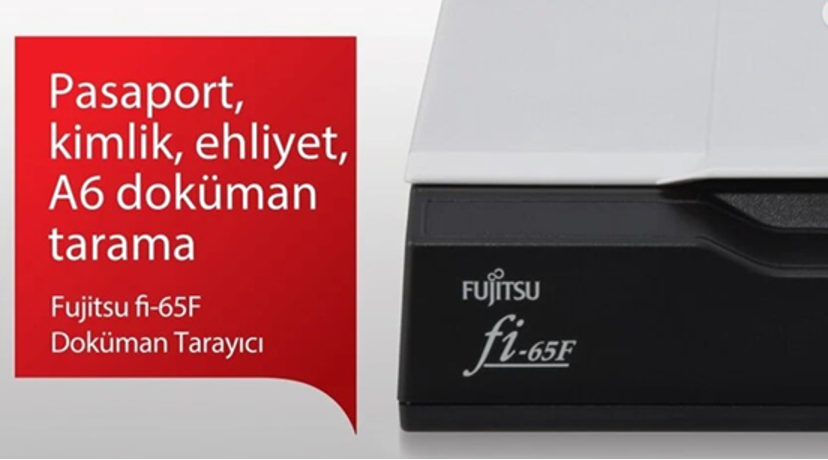 Pasaport,
kimlik, ehliyet,
A6 doküman
tarama
Fujitsu fi-65F
Doküman Tarayıcı
FUJITSU
fi-65F